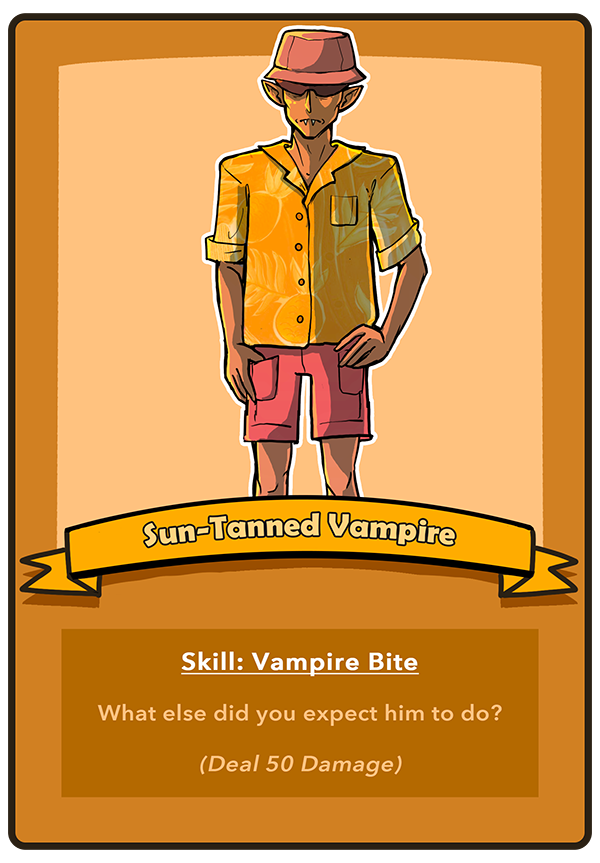 Sun-Tanned Vampire
Skill: Vampire Bite
What else did you expect him to do?
(Deal 50 Damage)